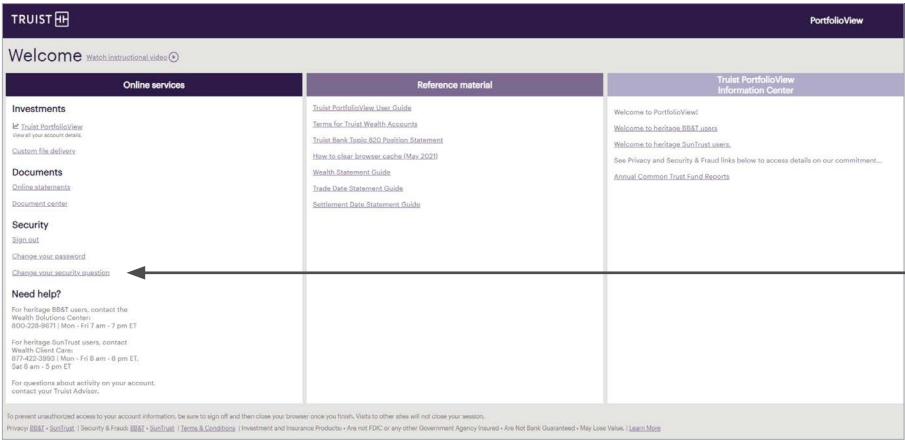 TRUIST
PortfolioView
Welcome Watch instructional video
Online services
Investments
Truist PortfolioView
View all your account details.
Custom file delivery
Documents
Online statements
Document center
Security
Sign out
Change your password
Change your security question
Need help?
For heritage BB&T users, contact the
Wealth Solutions Center:
800-228-9671 | Mon - Fri 7 am - 7 pm ET
For heritage SunTrust users, contact
Wealth Client Care:
877-422-3993 | Mon - Fri 8 am - 8 pm ET,
Sat 8 am - 5 pm ET
For questions about activity on your account,
contact your Truist Advisor.
Reference material
Truist PortfolioView User Guide
Terms for Truist Wealth Accounts
Truist Bank Topic 820 Position Statement
How to clear browser cache (May 2021)
Wealth Statement Guide
Trade Date Statement Guide
Settlement Date Statement Guide
Truist PortfolioView
Information Center
Welcome to PortfolioView!
Welcome to heritage BB&T users
Welcome to heritage SunTrust users.
See Privacy and Security & Fraud links below to access details on our commitment...
Annual Common Trust Fund Reports
To prevent unauthorized access to your account information, be sure to sign off and then close your browser once you finish. Visits to other sites will not close your session.
Privacy: BB&T • SunTrust | Security & Fraud: BB&T • SunTrust | Terms & Conditions | Investment and Insurance Products: • Are not FDIC or any other Government Agency Insured • Are Not Bank Guaranteed • May Lose Value. | Learn More